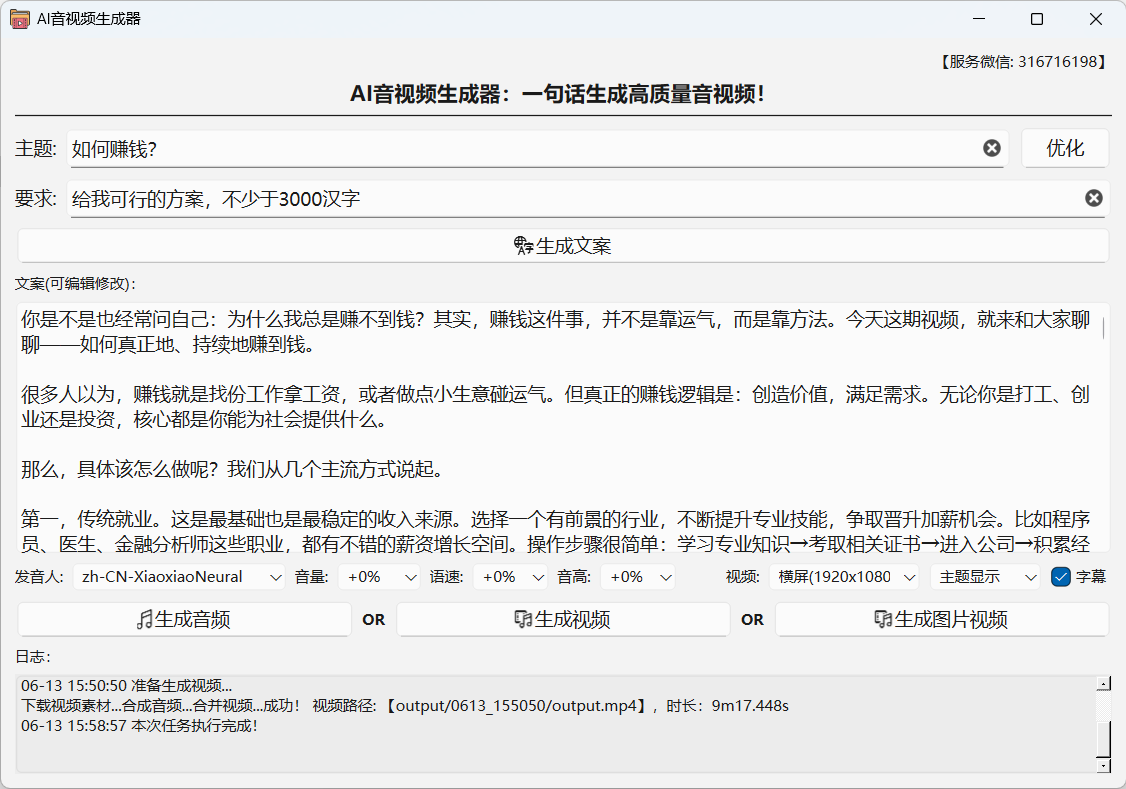 AI音视频生成器
【服务微信: 316716198】
AI音视频生成器：一句话生成高质量音视频！
主题: 如何赚钱? 优化
要求: 给我可行的方案，不少于3000汉字
生成文案
文案(可编辑修改):
你是不是也经常问自己：为什么我总是赚不到钱？其实，赚钱这件事，并不是靠运气，而是靠方法。今天这期视频，就来和大家聊
聊——如何真正地、持续地赚到钱。
很多人以为，赚钱就是找份工作拿工资，或者做点小生意碰运气。但真正的赚钱逻辑是：创造价值，满足需求。无论你是打工、创
业还是投资，核心都是你能为社会提供什么。
那么，具体该怎么做呢？我们从几个主流方式说起。
第一，传统就业。这是最基础也是最稳定的收入来源。选择一个有前景的行业，不断提升专业技能，争取晋升加薪机会。比如程序
员、医生、金融分析师这些职业，都有不错的薪资增长空间。操作步骤很简单：学习专业知识→考取相关证书→进入公司→积累经
发音人: zh-CN-XiaoxiaoNeural 音量: +0% 语速: +0% 音高: +0% 视频: 横屏(1920x1080 主题显示 字幕
生成音频 OR 生成视频 OR 生成图片视频
日志:
06-13 15:50:50 准备生成视频...
下载视频素材...合成音频...合并视频...成功！ 视频路径: 【output/0613_155050/output.mp4】, 时长: 9m17.448s
06-13 15:58:57 本次任务执行完成!